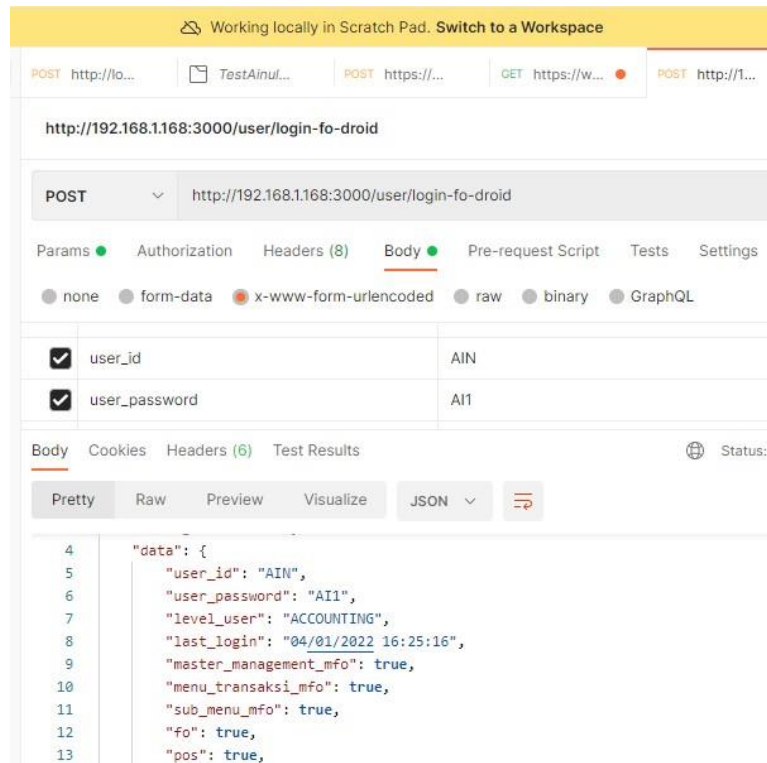 Working locally in Scratch Pad. Switch to a Workspace
POST http://lo... TestAinul... POST https://... GET https://w... POST http://1...
http://192.168.1.168:3000/user/login-fo-droid
POST http://192.168.1.168:3000/user/login-fo-droid
Params Authorization Headers (8) Body Pre-request Script Tests Settings
none form-data x-www-form-urlencoded raw binary GraphQL
user_id AIN
user_password AI1
Body Cookies Headers (6) Test Results Status:
Pretty Raw Preview Visualize JSON
4 "data": {
5 "user_id": "AIN",
6 "user_password": "AI1",
7 "level_user": "ACCOUNTING",
8 "last_login": "04/01/2022 16:25:16",
9 "master_management_mfo": true,
10 "menu_transaksi_mfo": true,
11 "sub_menu_mfo": true,
12 "fo": true,
13 "pos": true,